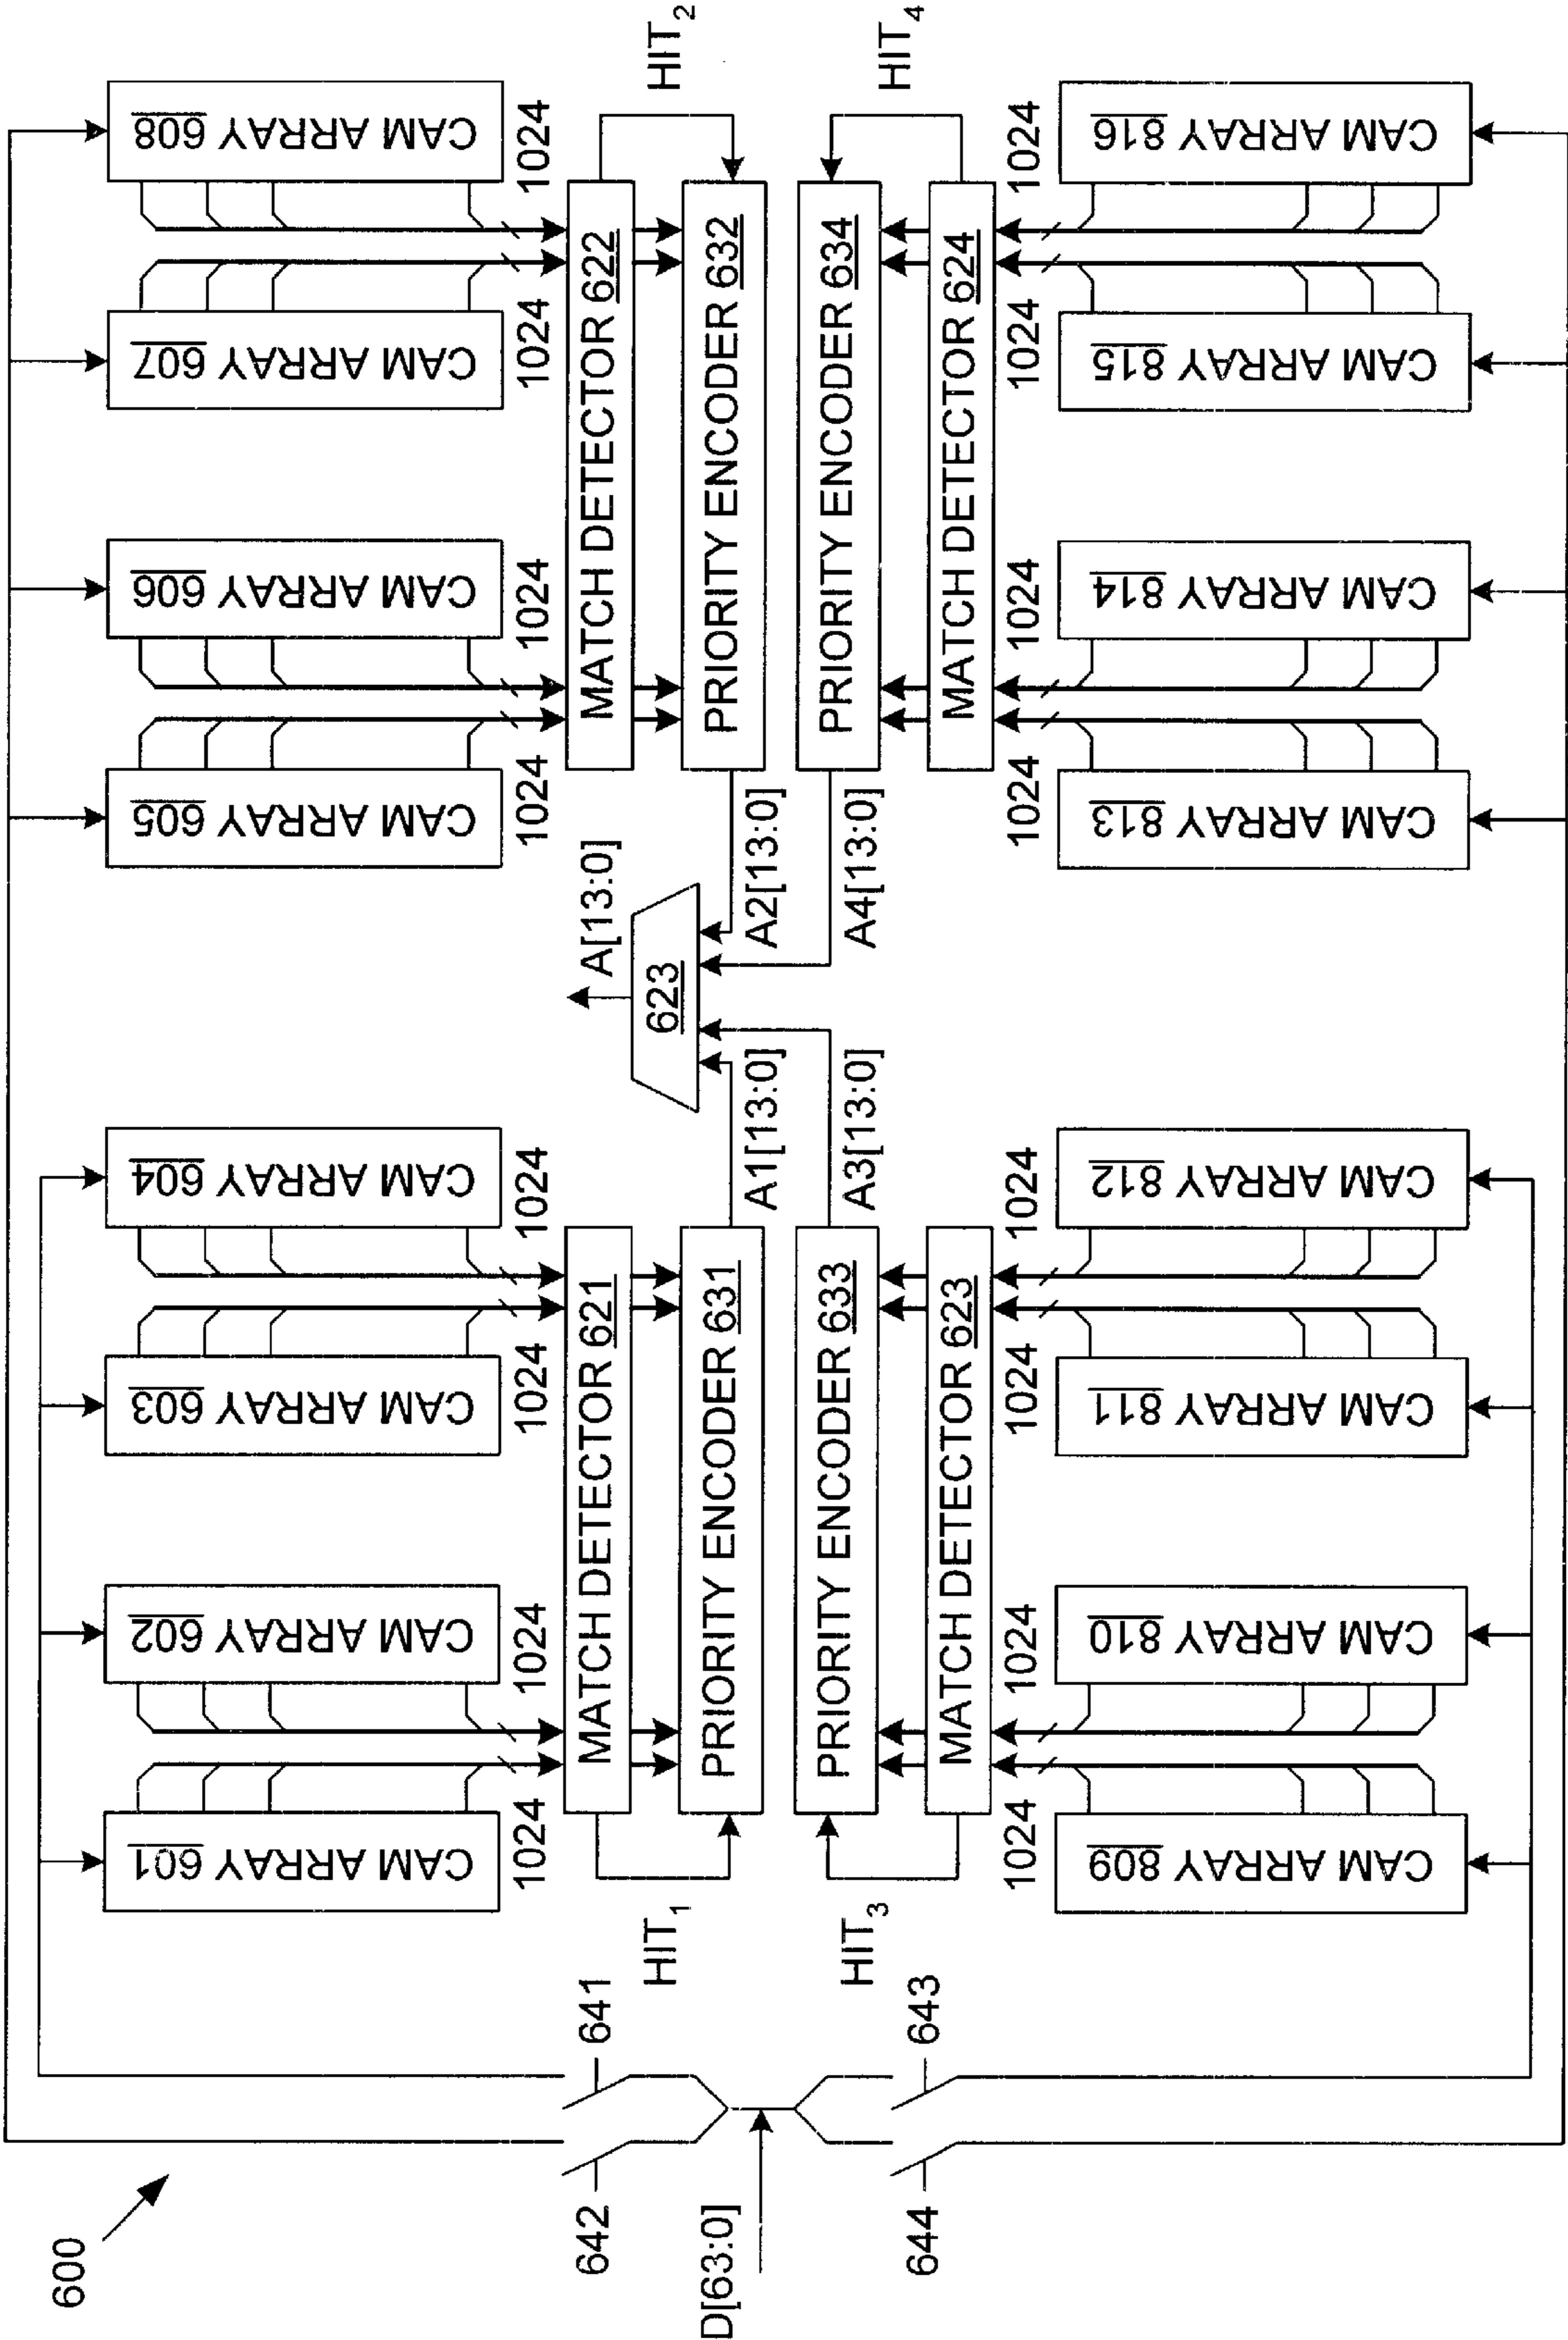 600
CAM ARRAY 601
CAM ARRAY 602
CAM ARRAY 603
CAM ARRAY 604
CAM ARRAY 605
CAM ARRAY 606
CAM ARRAY 607
CAM ARRAY 608
1024
1024
1024
1024
1024
1024
1024
1024
642
641
MATCH DETECTOR 621
A[13:0]
MATCH DETECTOR 622
HIT1
623
HIT2
PRIORITY ENCODER 631
PRIORITY ENCODER 632
D[63:0]
A1[13:0]
A2[13:0]
PRIORITY ENCODER 633
PRIORITY ENCODER 634
HIT3
A3[13:0]
A4[13:0]
HIT4
644
643
MATCH DETECTOR 623
MATCH DETECTOR 624
1024
1024
1024
1024
1024
1024
1024
1024
CAM ARRAY 809
CAM ARRAY 810
CAM ARRAY 811
CAM ARRAY 812
CAM ARRAY 813
CAM ARRAY 814
CAM ARRAY 815
CAM ARRAY 816